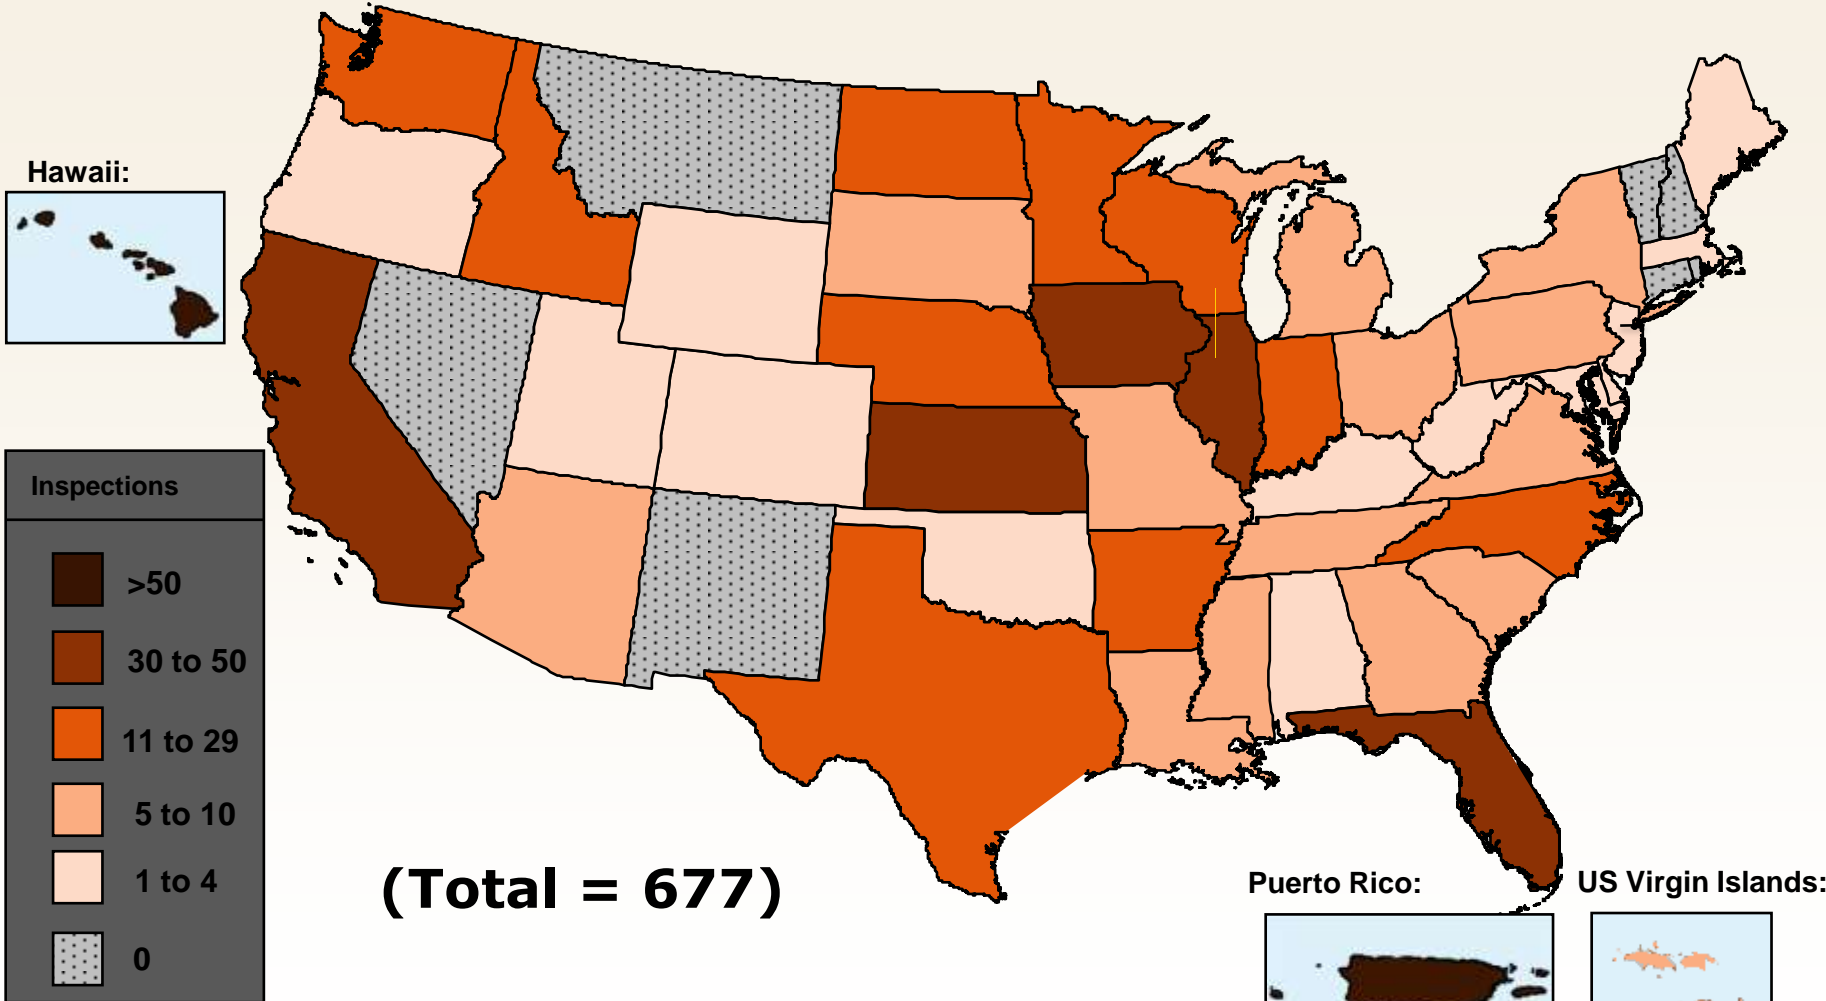 Hawaii:
Inspections
>50
30 to 50
11 to 29
5 to 10
1 to 4
0
(Total = 677)
Puerto Rico:
US Virgin Islands: